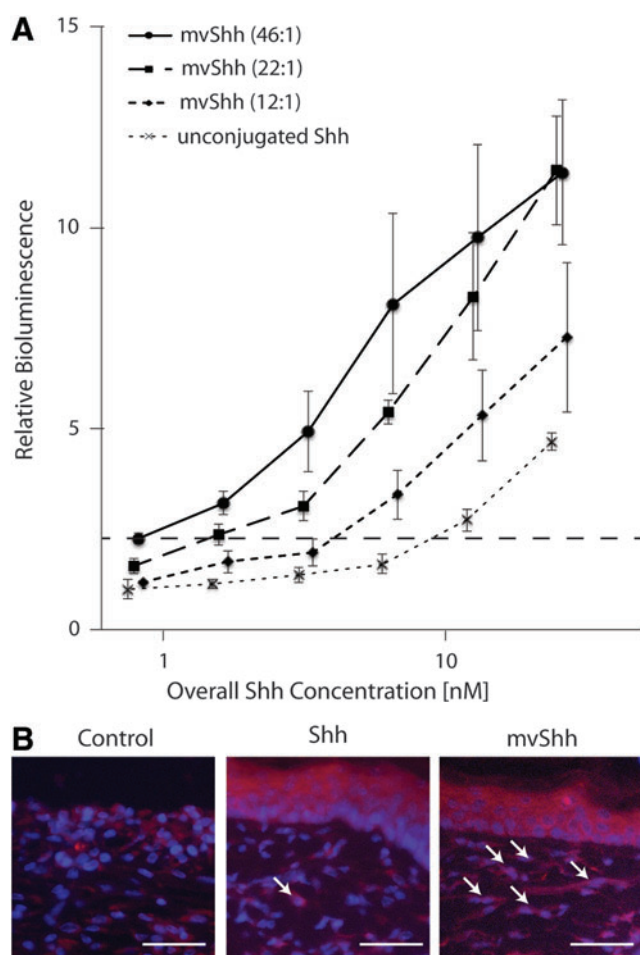 A
15
mvShh (46:1)
mvShh (22:1)
mvShh (12:1)
unconjugated Shh
10
5
0
Relative Bioluminescence
1 10
Overall Shh Concentration [nM]
B
Control Shh mvShh